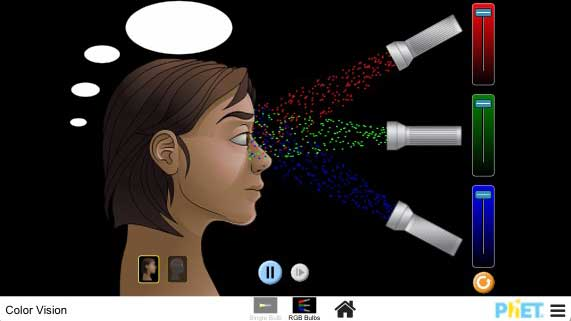 Color Vision
Single Bulb
RGB Bulbs
PhET